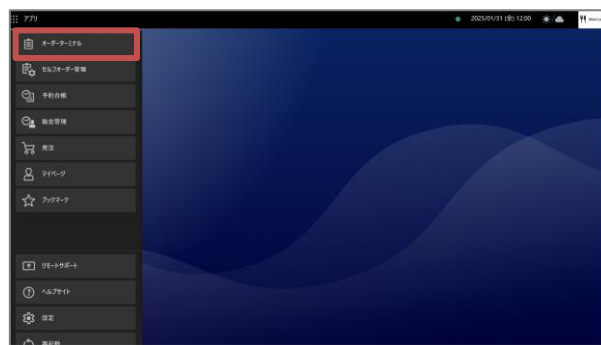 アプリ
2025/01/31 (金) 12:00
オーダーターミナル
セルフオーダー管理
予約台帳
勤怠管理
発注
マイページ
ブックマーク
リモートサポート
ヘルプサイト
設定
再起動